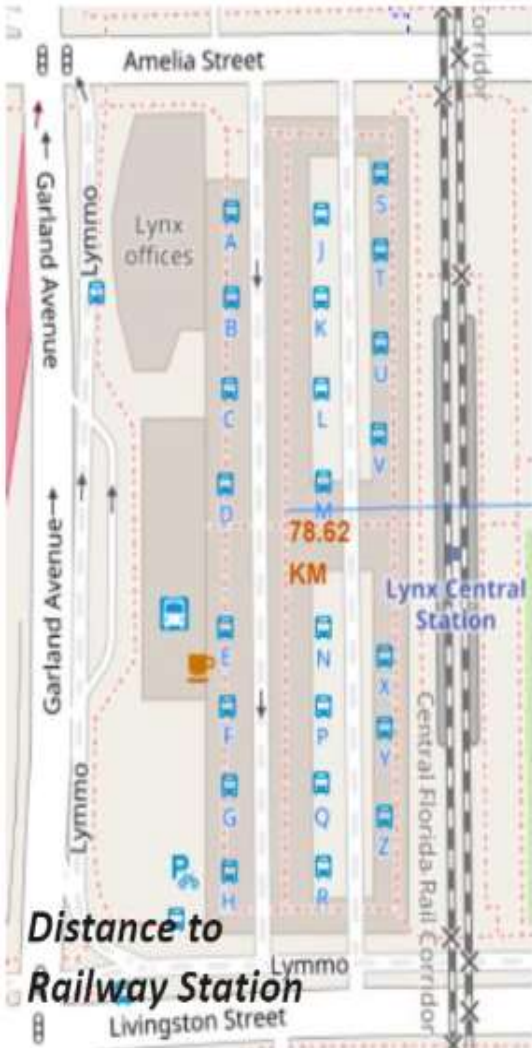 Corridor
Amelia Street
Garland Avenue
Lymmo
Lynx
offices
A
B
C
D
E
F
G
H
J
K
L
M
N
P
Q
R
S
T
U
V
X
Y
Z
78.62
KM
Garland Avenue
Lynx Central
Station
Central Florida Rail Corridor
Lymmo
P
Distance to
Railway Station
Lymmo
Livingston Street